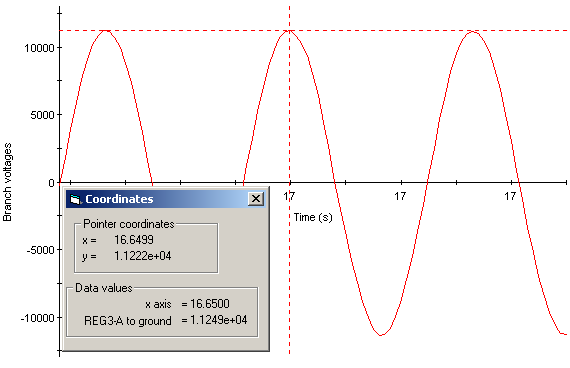 10000
5000
0
-5000
-10000
Branch voltages
17
17
17
Time (s)
Coordinates
Pointer coordinates
x = 16.6499
y = 1.1222e+04
Data values
x axis = 16.6500
REG3-A to ground = 1.1249e+04